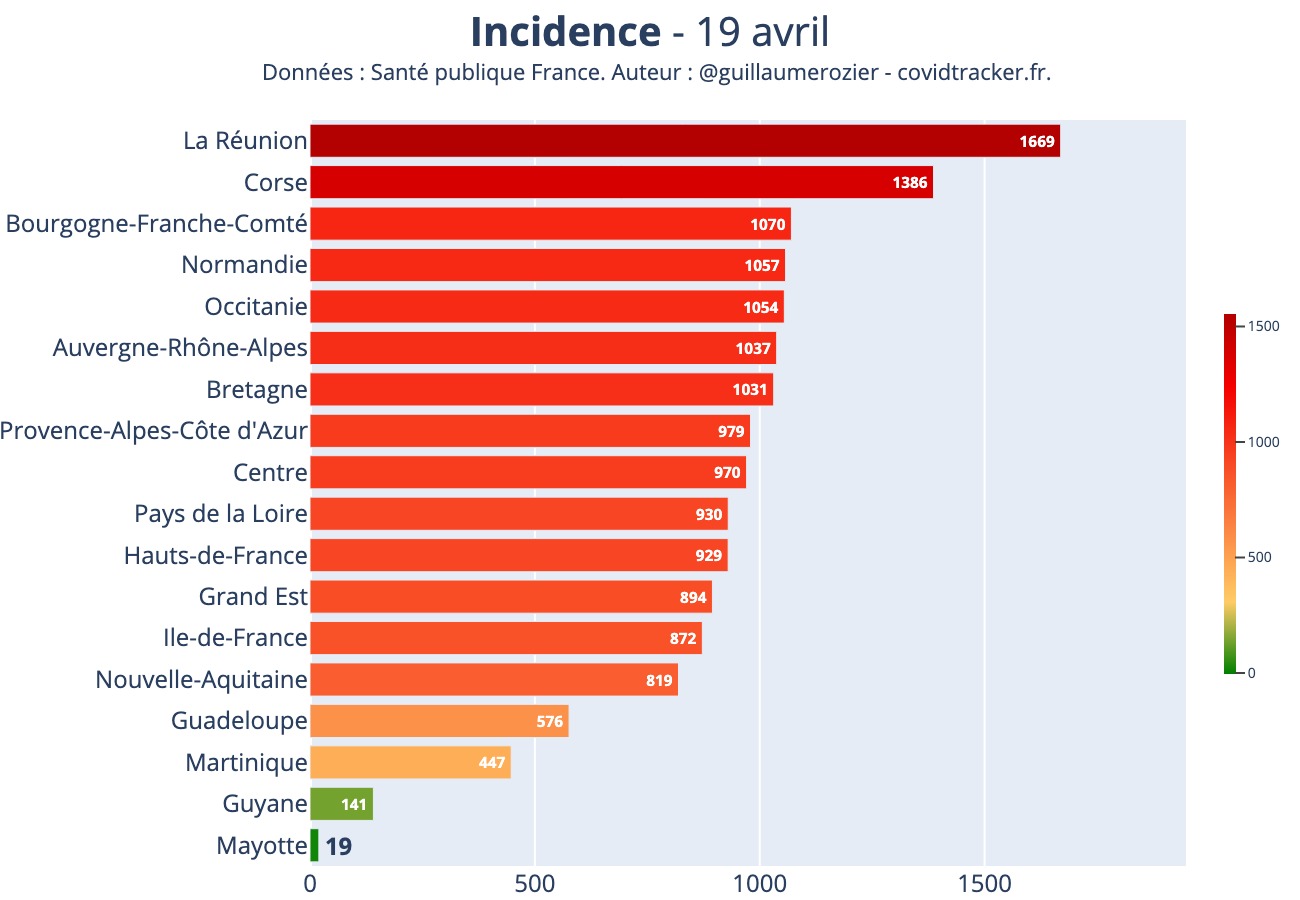 Incidence - 19 avril
Données : Santé publique France. Auteur : @guillaumerozier - covidtracker.fr.
La Réunion 1669
Corse 1386
Bourgogne-Franche-Comté 1070
Normandie 1057
Occitanie 1054
Auvergne-Rhône-Alpes 1037
Bretagne 1031
Provence-Alpes-Côte d'Azur 979
Centre 970
Pays de la Loire 930
Hauts-de-France 929
Grand Est 894
Ile-de-France 872
Nouvelle-Aquitaine 819
Guadeloupe 576
Martinique 447
Guyane 141
Mayotte 19
0 500 1000 1500
1500
1000
500
0